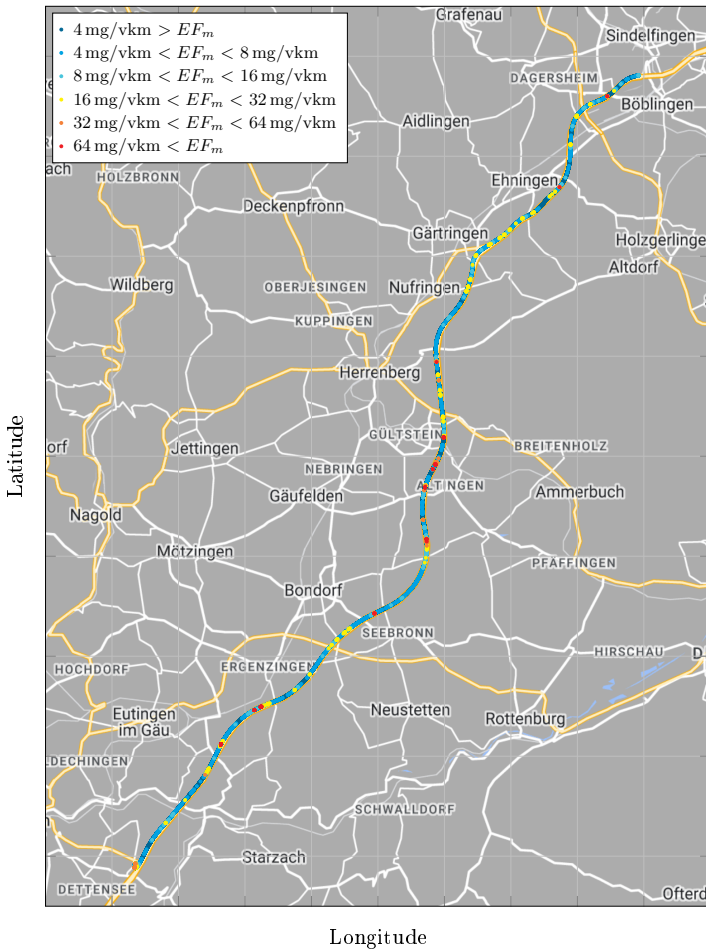 Grafenau
4 mg/vkm > EF_m
4 mg/vkm < EF_m < 8 mg/vkm
8 mg/vkm < EF_m < 16 mg/vkm
16 mg/vkm < EF_m < 32 mg/vkm
32 mg/vkm < EF_m < 64 mg/vkm
64 mg/vkm < EF_m
Sindelfingen
DAGERSHEIM
Böblingen
Aidlingen
ach
HOLZBRONN
Ehningen
Deckenpfronn
Gärtringen
Holzgerlinge
Altdorf
Wildberg
OBERJESINGEN
Nufringen
KUPPINGEN
Herrenberg
GÜLTSTEIN
orf
Jettingen
BREITENHOLZ
NEBRINGEN
ALTINGEN
Gäufelden
Ammerbuch
Nagold
Mötzingen
PFÄFFINGEN
Bondorf
SEEBRONN
HIRSCHAU
D
HOCHDORF
ERGENZINGEN
Eutingen
im Gäu
Neustetten
Rottenburg
LDECHINGEN
SCHWALLDORF
n
Starzach
DETTENSEE
Ofterd
Latitude
Longitude